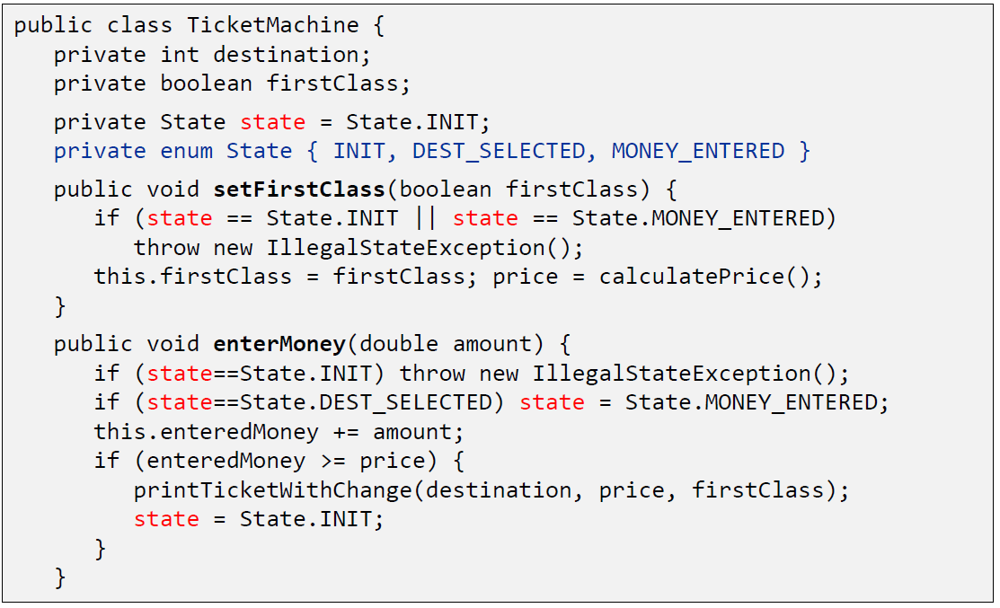 public class TicketMachine {
   private int destination;
   private boolean firstClass;
   private State state = State.INIT;
   private enum State { INIT, DEST_SELECTED, MONEY_ENTERED }
   public void setFirstClass(boolean firstClass) {
      if (state == State.INIT || state == State.MONEY_ENTERED)
         throw new IllegalStateException();
      this.firstClass = firstClass; price = calculatePrice();
   }
   public void enterMoney(double amount) {
      if (state==State.INIT) throw new IllegalStateException();
      if (state==State.DEST_SELECTED) state = State.MONEY_ENTERED;
      this.enteredMoney += amount;
      if (enteredMoney >= price) {
         printTicketWithChange(destination, price, firstClass);
         state = State.INIT;
      }
   }